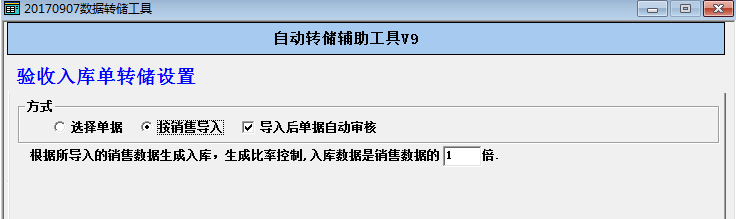 20170907数据转储工具
自动转储辅助工具V9
验收入库单转储设置
方式
选择单据 按销售导入 导入后单据自动审核
根据所导入的销售数据生成入库，生成比率控制,入库数据是销售数据的 1 倍.